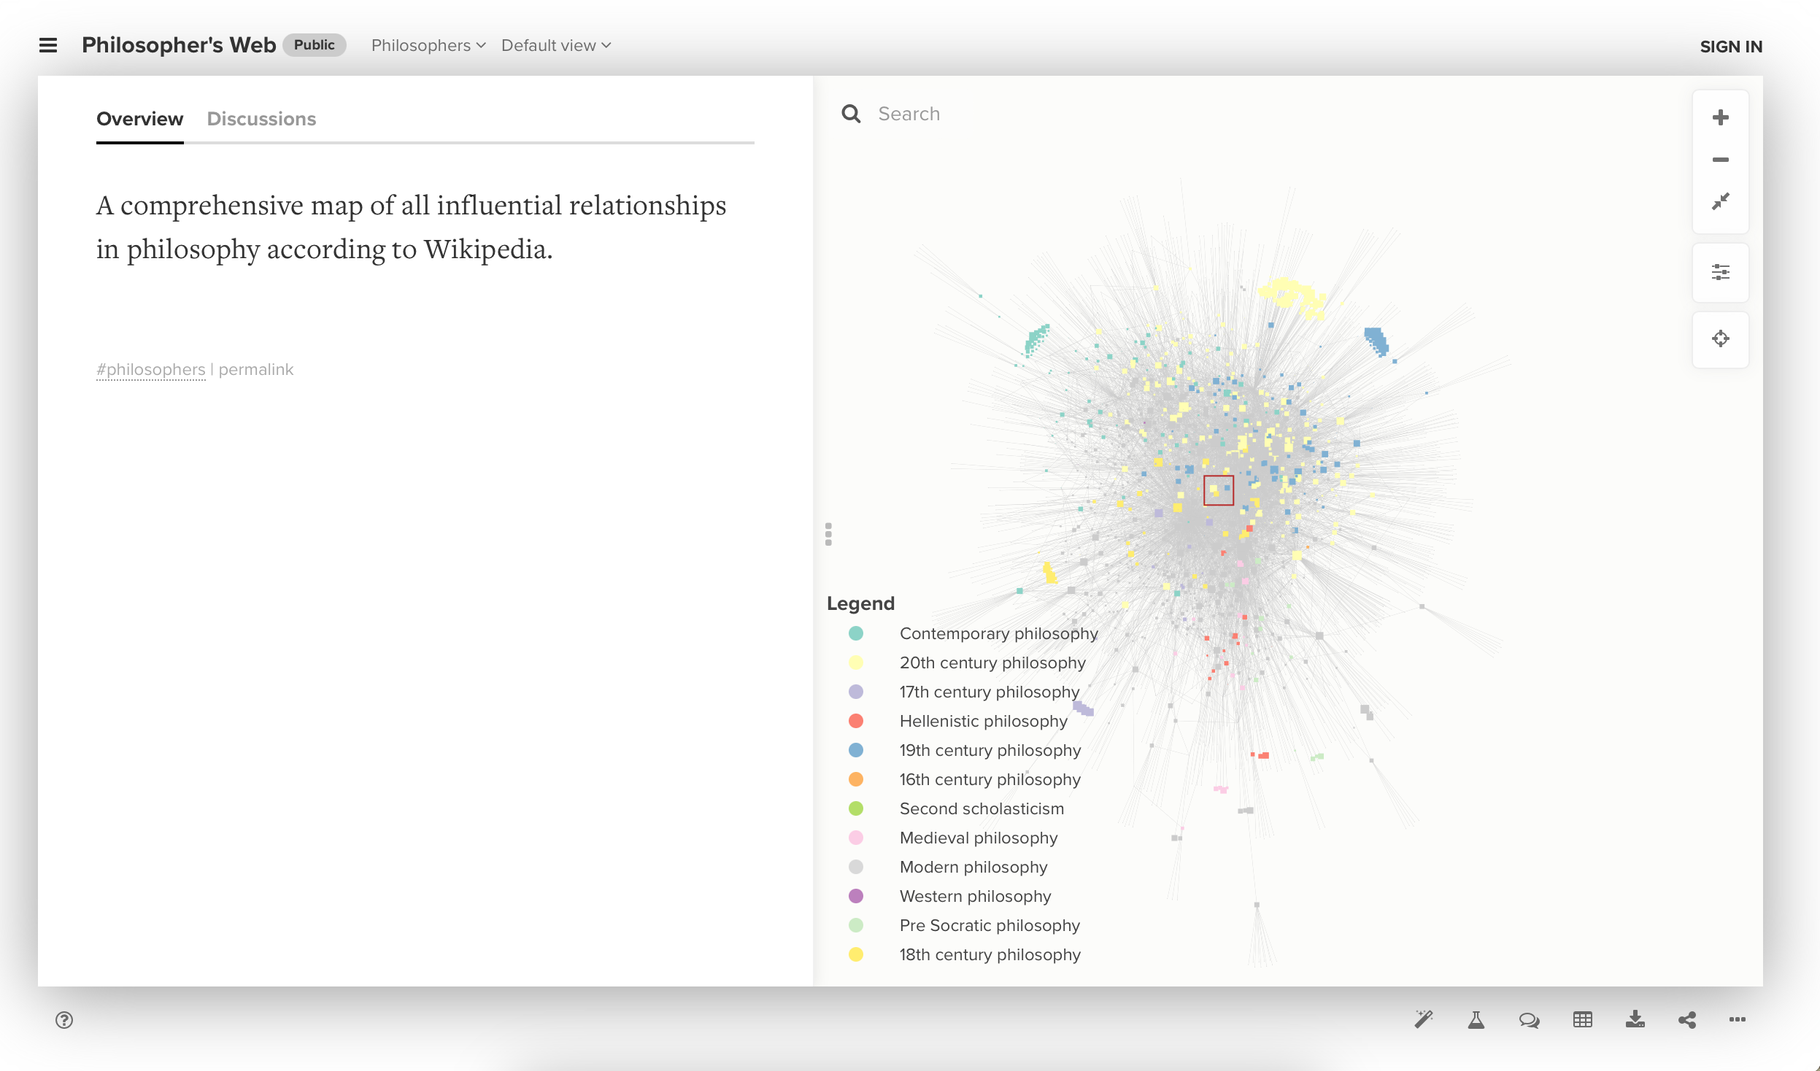 Philosopher's Web Public Philosophers Default view SIGN IN
Overview Discussions
A comprehensive map of all influential relationships
in philosophy according to Wikipedia.
#philosophers | permalink
Search
Legend
Contemporary philosophy
20th century philosophy
17th century philosophy
Hellenistic philosophy
19th century philosophy
16th century philosophy
Second scholasticism
Medieval philosophy
Modern philosophy
Western philosophy
Pre Socratic philosophy
18th century philosophy